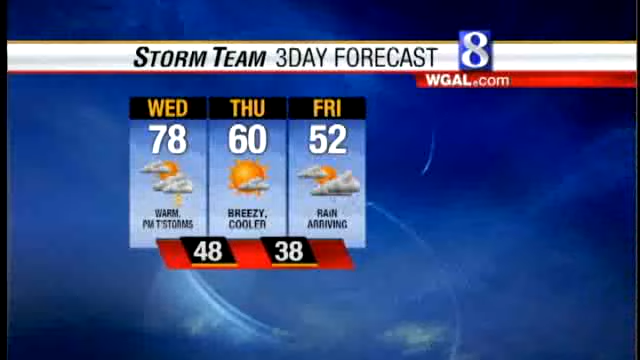 STORM TEAM 3DAY FORECAST 8
WGAL.com
WED THU FRI
78 60 52
WARM, PM T'STORMS
BREEZY, COOLER
RAIN ARRIVING
48 38